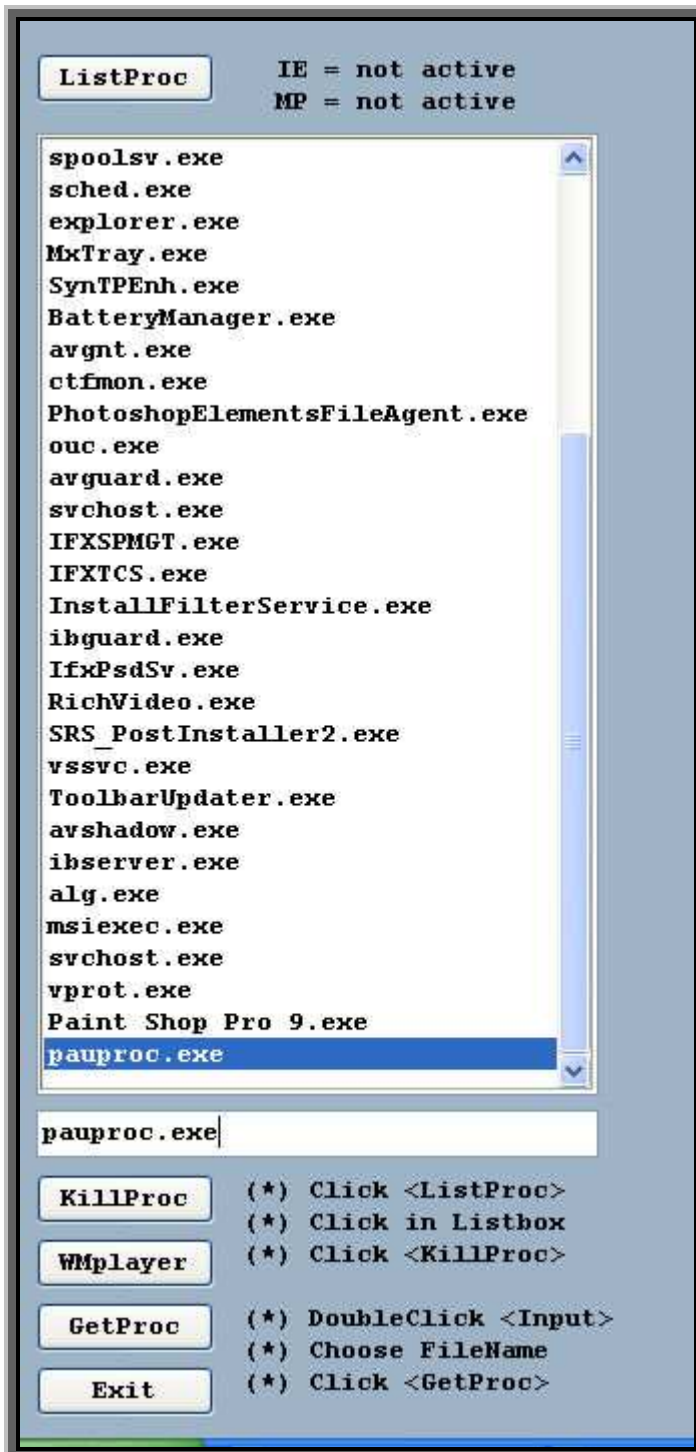 ListProc IE = not active
MP = not active
spoolsv.exe
sched.exe
explorer.exe
MxTray.exe
SynTPEnh.exe
BatteryManager.exe
avgnt.exe
ctfmon.exe
PhotoshopElementsFileAgent.exe
ouc.exe
avguard.exe
svchost.exe
IFXSPMGT.exe
IFXTCS.exe
InstallFilterService.exe
ibguard.exe
IfxPsdSv.exe
RichVideo.exe
SRS_PostInstaller2.exe
vssvc.exe
ToolbarUpdater.exe
avshadow.exe
ibserver.exe
alg.exe
msiexec.exe
svchost.exe
vprot.exe
Paint Shop Pro 9.exe
pauproc.exe
pauproc.exe
KillProc (*) Click <ListProc>
(*) Click in Listbox
WMplayer (*) Click <KillProc>
GetProc (*) DoubleClick <Input>
(*) Choose FileName
Exit (*) Click <GetProc>